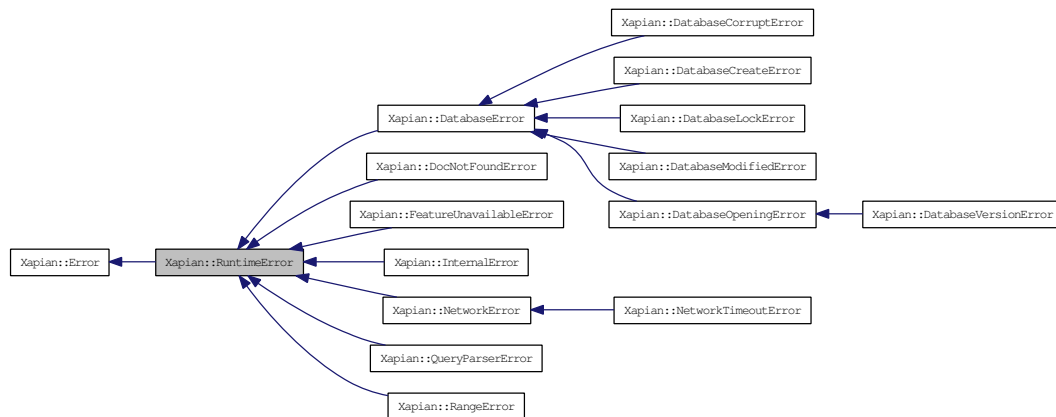 Xapian::DatabaseCorruptError
Xapian::DatabaseCreateError
Xapian::DatabaseError
Xapian::DatabaseLockError
Xapian::DocNotFoundError
Xapian::DatabaseModifiedError
Xapian::FeatureUnavailableError
Xapian::DatabaseOpeningError
Xapian::DatabaseVersionError
Xapian::Error
Xapian::RuntimeError
Xapian::InternalError
Xapian::NetworkError
Xapian::NetworkTimeoutError
Xapian::QueryParserError
Xapian::RangeError